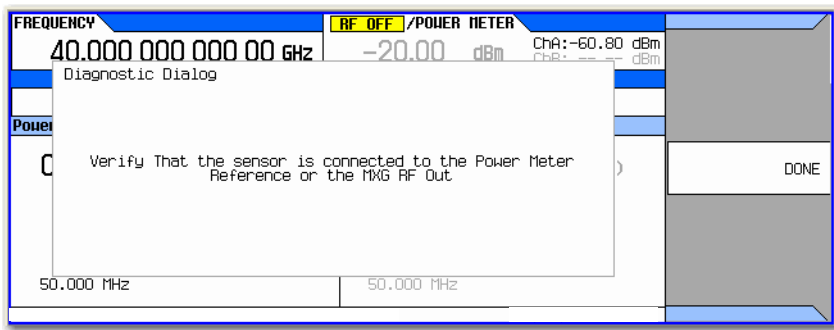 FREQUENCY
RF OFF /POWER METER
40.000 000 000 00 GHz
-20.00 dBm
ChA:-60.80 dBm
ChB: -- -- dBm
Diagnostic Dialog
Power
Verify That the sensor is connected to the Power Meter
Reference or the MXG RF Out
DONE
50.000 MHz
50.000 MHz